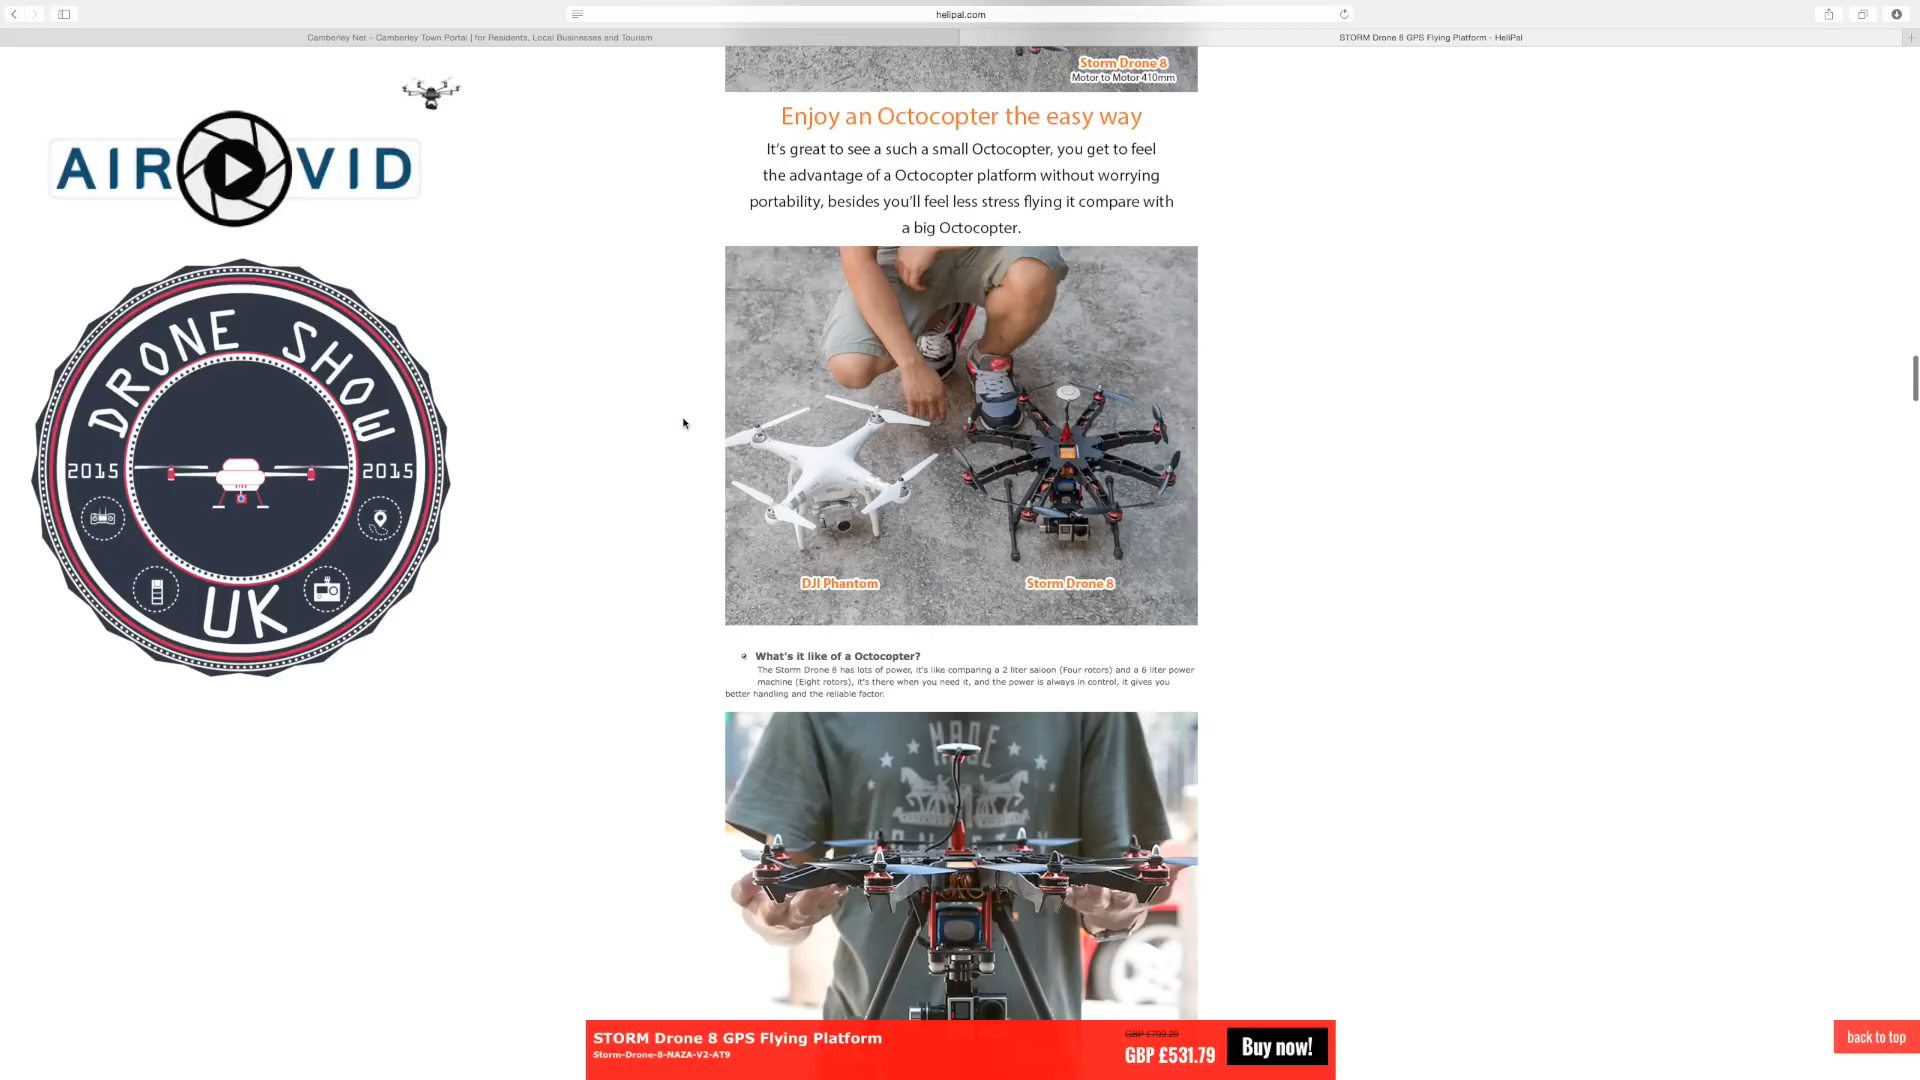 helipal.com
Camberley Net – Camberley Town Portal | for Residents, Local Businesses and Tourism
STORM Drone 8 GPS Flying Platform - HeliPal
Storm Drone 8
Motor to Motor 410mm
AIR VID
DRONE SHOW
2015 2015
UK
Enjoy an Octocopter the easy way
It's great to see a such a small Octocopter, you get to feel
the advantage of a Octocopter platform without worrying
portability, besides you'll feel less stress flying it compare with
a big Octocopter.
DJI Phantom
Storm Drone 8
What's it like of a Octocopter?
The Storm Drone 8 has lots of power, it's like comparing a 2 liter saloon (Four rotors) and a 6 liter power
machine (Eight rotors), it's there when you need it, and the power is always in control, it gives you
better handling and the reliable factor.
MADE
STORM Drone 8 GPS Flying Platform
Storm-Drone-8-NAZA-V2-AT9
GBP £709.29
GBP £531.79
Buy now!
back to top